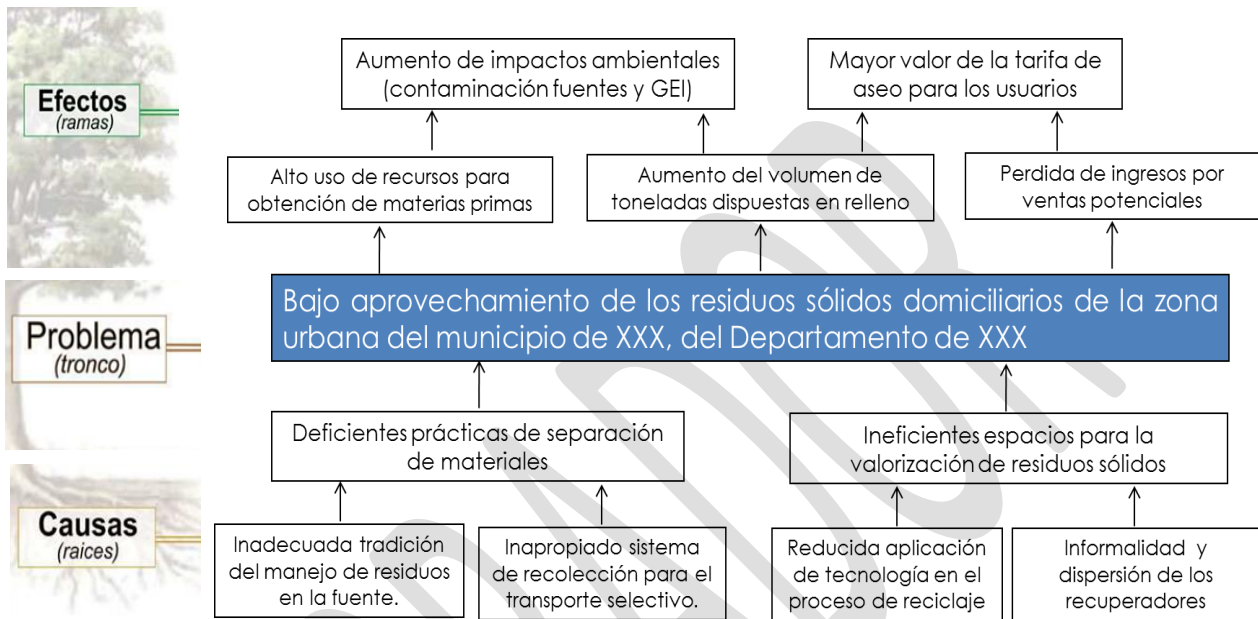 Efectos
(ramas)
Aumento de impactos ambientales
(contaminación fuentes y GEI)
Mayor valor de la tarifa de
aseo para los usuarios
Alto uso de recursos para
obtención de materias primas
Aumento del volumen de
toneladas dispuestas en relleno
Perdida de ingresos por
ventas potenciales
Problema
(tronco)
Bajo aprovechamiento de los residuos sólidos domiciliarios de la zona
urbana del municipio de XXX, del Departamento de XXX
Deficientes prácticas de separación
de materiales
Ineficientes espacios para la
valorización de residuos sólidos
Causas
(raices)
Inadecuada tradición
del manejo de residuos
en la fuente.
Inapropiado sistema
de recolección para el
transporte selectivo.
Reducida aplicación
de tecnología en el
proceso de reciclaje
Informalidad y
dispersión de los
recuperadores